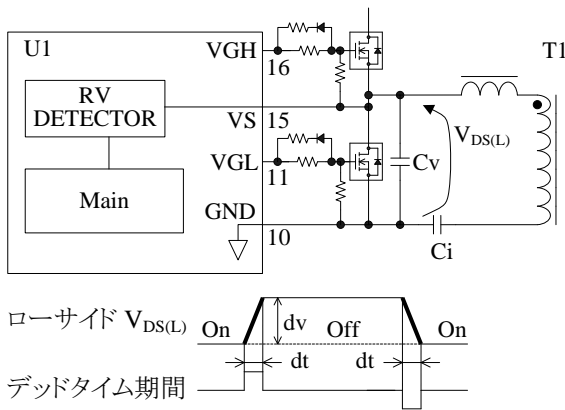 U1
VGH
16
T1
RV
DETECTOR
VS
15
VDS(L)
VGL
11
Cv
Main
GND
10
Ci
ローサイド VDS(L)
On
dv
Off
On
dt
dt
デッドタイム期間